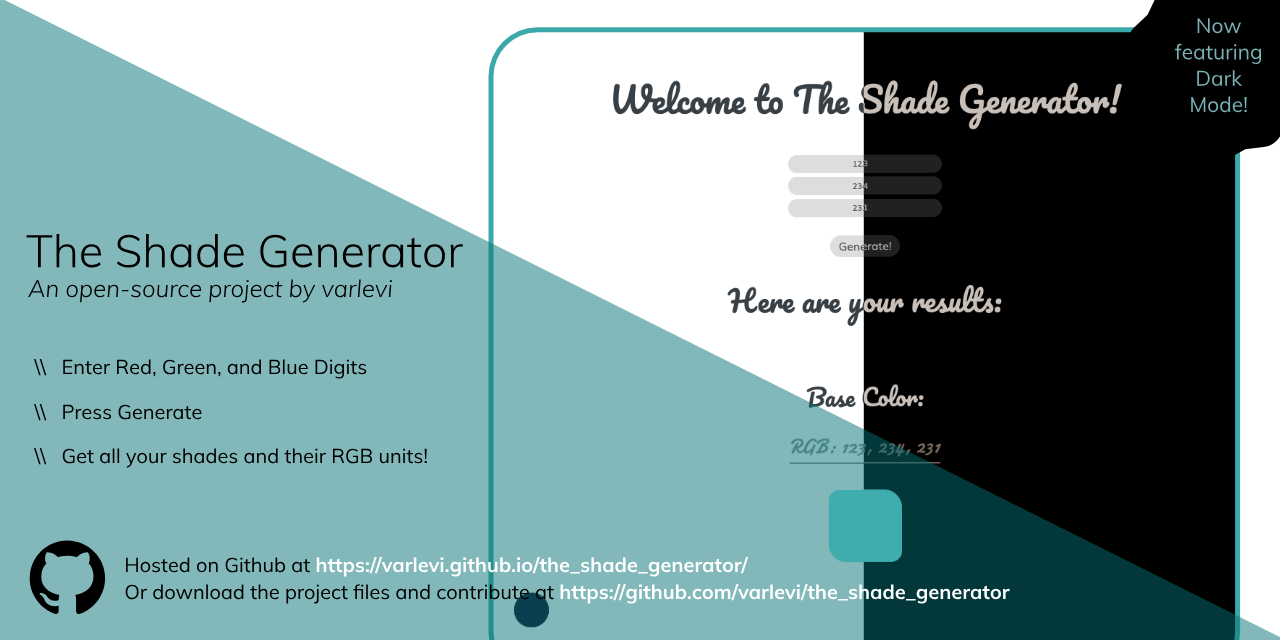 Now
featuring
Dark
Mode!
Welcome to The Shade Generator!
123
234
231
Generate!
Here are your results:
Base Color:
RGB: 123, 234, 231
The Shade Generator
An open-source project by varlevi
\\ Enter Red, Green, and Blue Digits
\\ Press Generate
\\ Get all your shades and their RGB units!
Hosted on Github at https://varlevi.github.io/the_shade_generator/
Or download the project files and contribute at https://github.com/varlevi/the_shade_generator